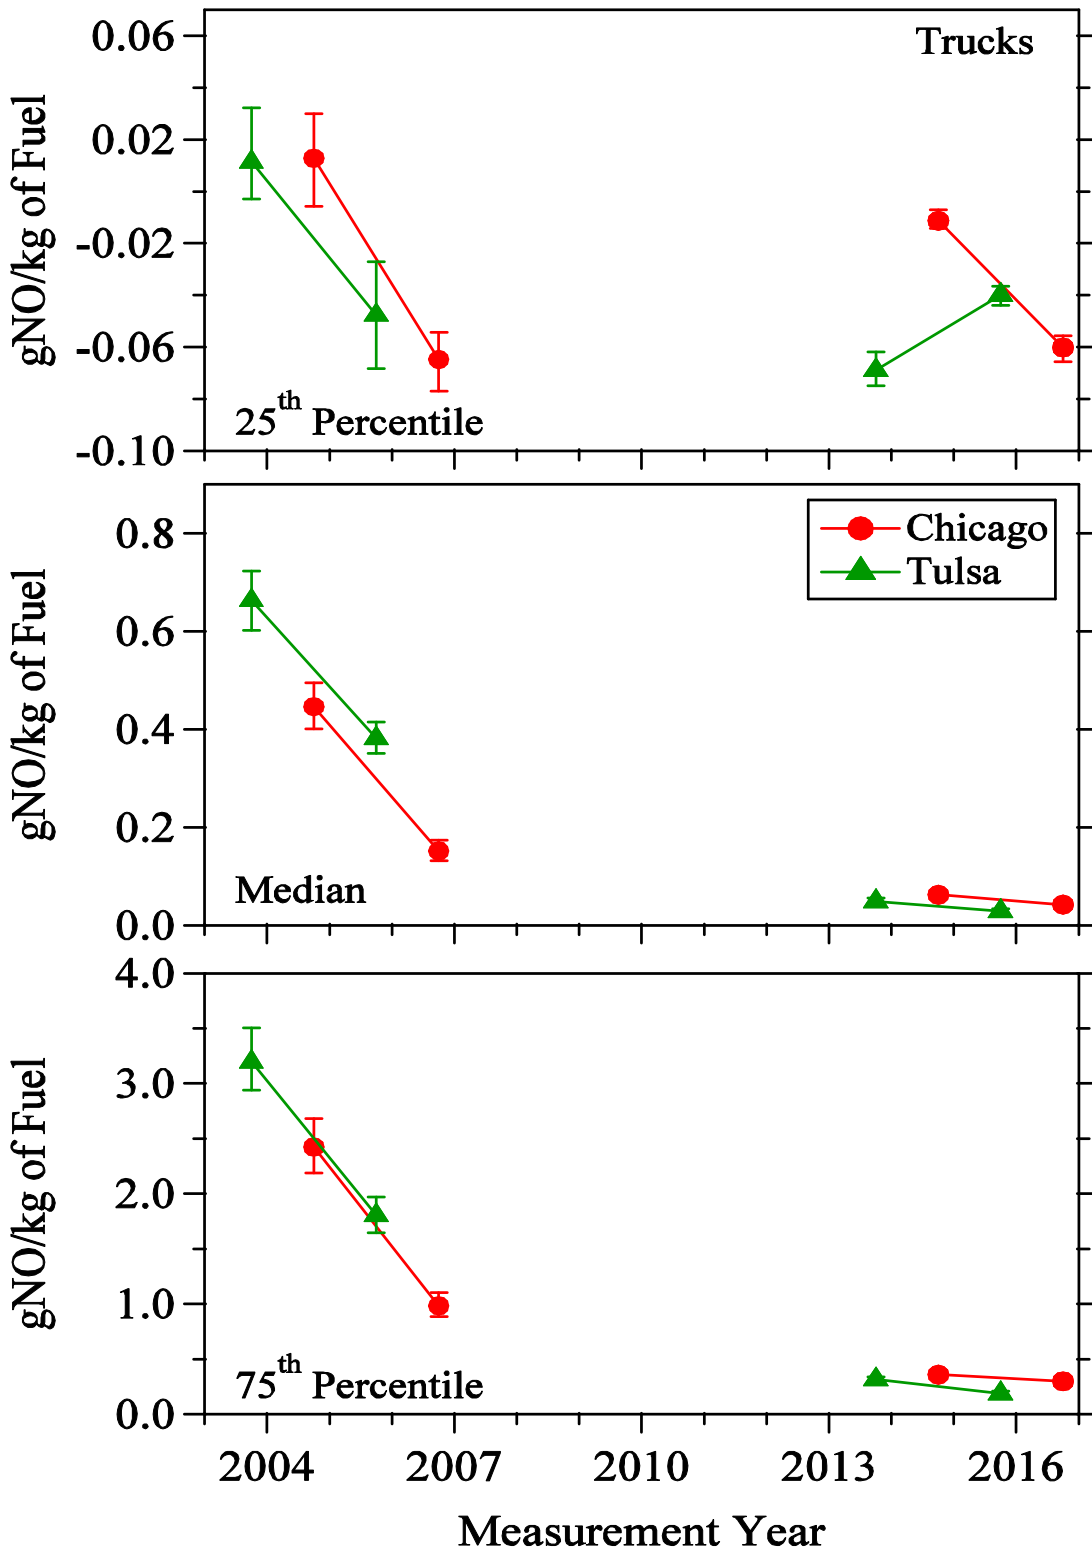 Trucks
0.06
0.02
-0.02
-0.06
-0.10
gNO/kg of Fuel
25th Percentile
Chicago
Tulsa
0.8
0.6
0.4
0.2
0.0
gNO/kg of Fuel
Median
4.0
3.0
2.0
1.0
0.0
gNO/kg of Fuel
75th Percentile
2004 2007 2010 2013 2016
Measurement Year